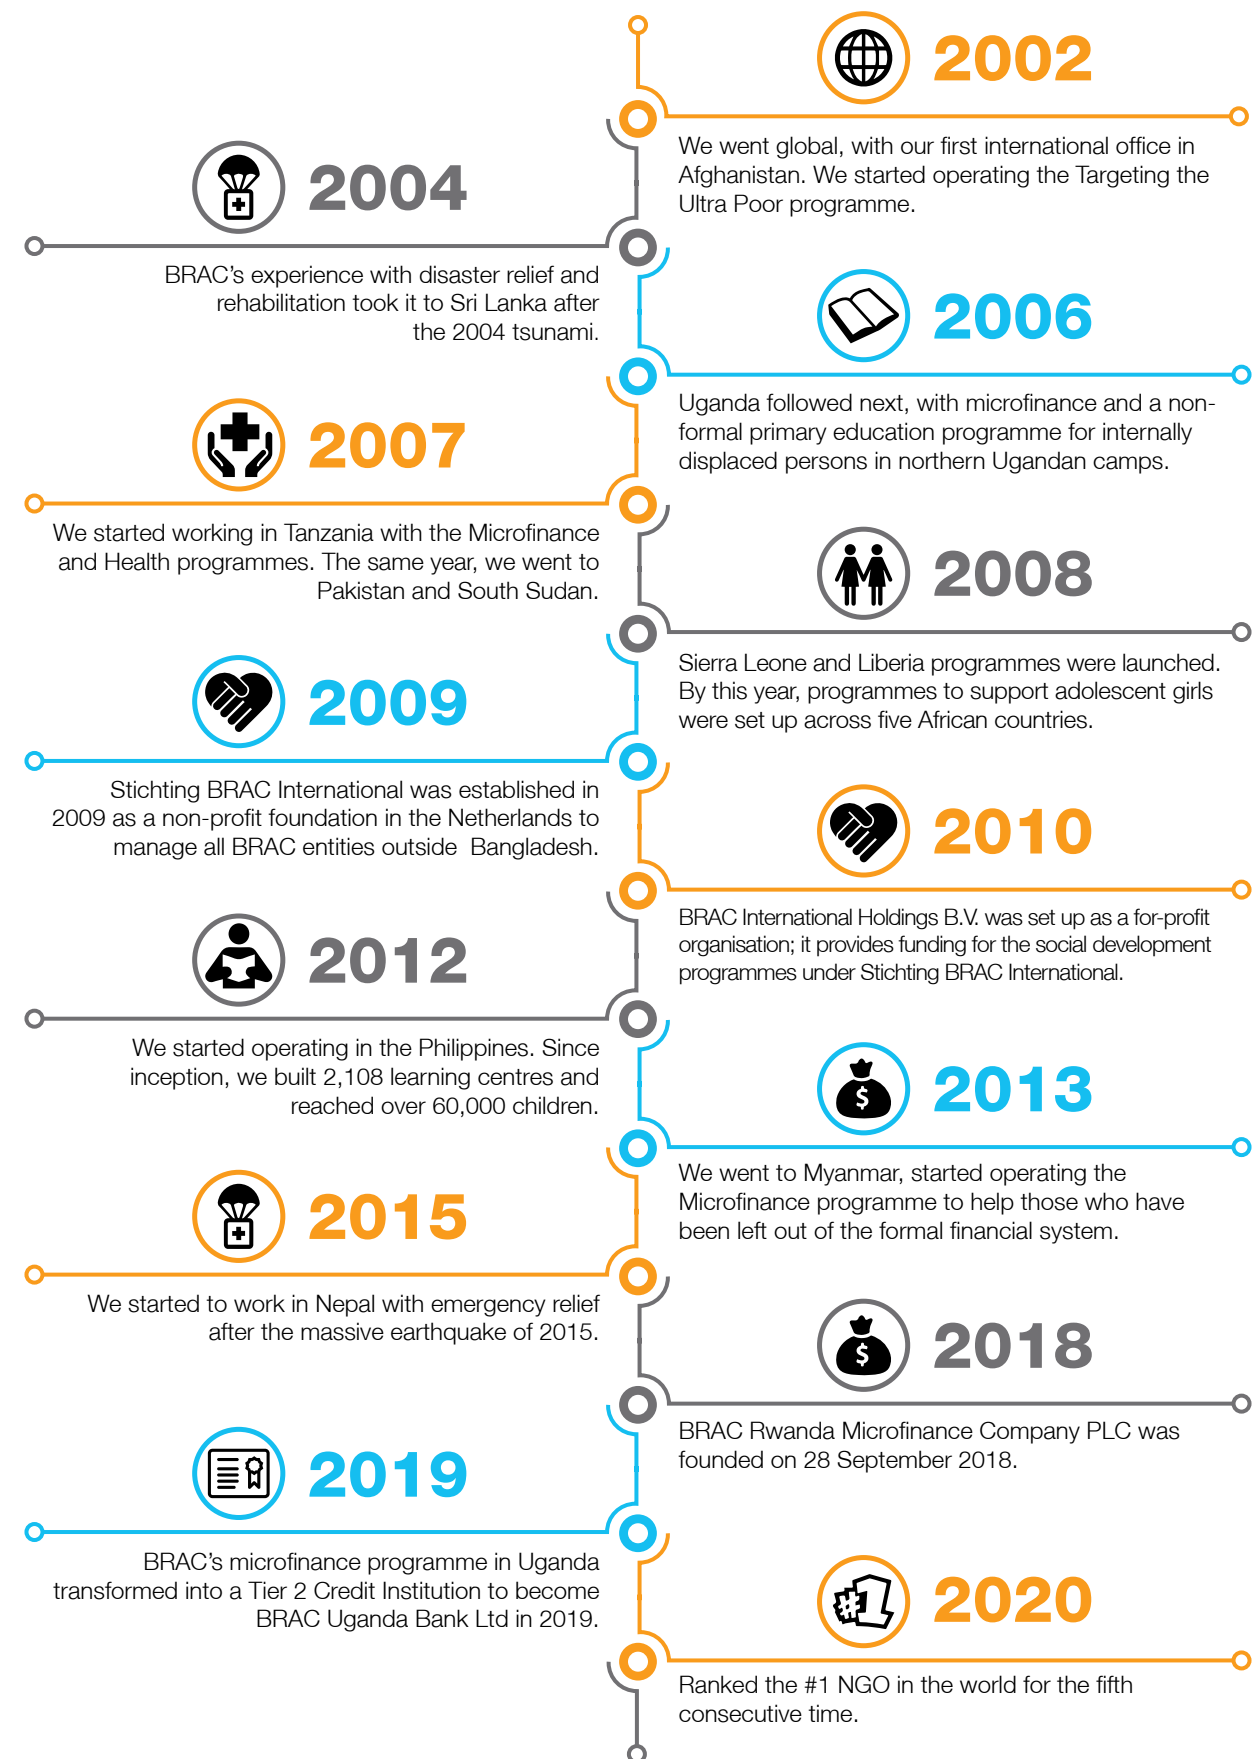 2002
We went global, with our first international office in
Afghanistan. We started operating the Targeting the
Ultra Poor programme.
2004
BRAC’s experience with disaster relief and
rehabilitation took it to Sri Lanka after
the 2004 tsunami.
2006
Uganda followed next, with microfinance and a non-
formal primary education programme for internally
displaced persons in northern Ugandan camps.
2007
We started working in Tanzania with the Microfinance
and Health programmes. The same year, we went to
Pakistan and South Sudan.
2008
Sierra Leone and Liberia programmes were launched.
By this year, programmes to support adolescent girls
were set up across five African countries.
2009
Stichting BRAC International was established in
2009 as a non-profit foundation in the Netherlands to
manage all BRAC entities outside  Bangladesh.
2010
BRAC International Holdings B.V. was set up as a for-profit
organisation; it provides funding for the social development
programmes under Stichting BRAC International.
2012
We started operating in the Philippines. Since
inception, we built 2,108 learning centres and
reached over 60,000 children.
2013
$
We went to Myanmar, started operating the
Microfinance programme to help those who have
been left out of the formal financial system.
2015
We started to work in Nepal with emergency relief
after the massive earthquake of 2015.
2018
$
BRAC Rwanda Microfinance Company PLC was
founded on 28 September 2018.
2019
BRAC’s microfinance programme in Uganda
transformed into a Tier 2 Credit Institution to become
BRAC Uganda Bank Ltd in 2019.
#1
2020
Ranked the #1 NGO in the world for the fifth
consecutive time.